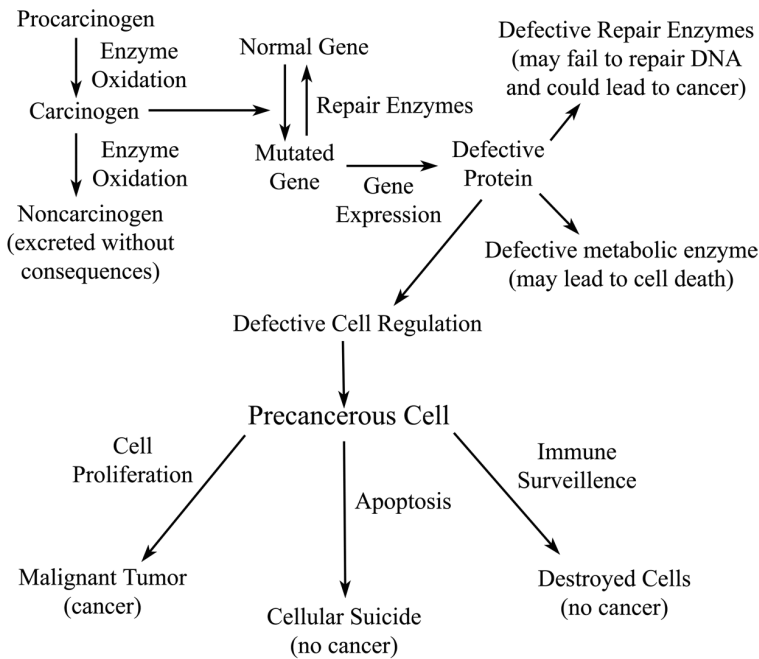 Procarcinogen
Enzyme
Oxidation
Carcinogen
Enzyme
Oxidation
Noncarcinogen
(excreted without
consequences)
Normal Gene
Repair Enzymes
Mutated
Gene
Gene
Expression
Defective
Protein
Defective Repair Enzymes
(may fail to repair DNA
and could lead to cancer)
Defective metabolic enzyme
(may lead to cell death)
Defective Cell Regulation
Precancerous Cell
Cell
Proliferation
Apoptosis
Immune
Surveillence
Malignant Tumor
(cancer)
Cellular Suicide
(no cancer)
Destroyed Cells
(no cancer)